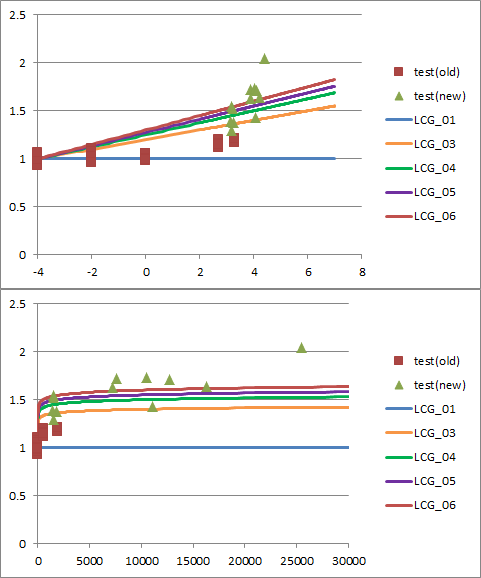 2.5
2
1.5
1
0.5
0
-4
-2
0
2
4
6
8
test(old)
test(new)
LCG_01
LCG_03
LCG_04
LCG_05
LCG_06
2.5
2
1.5
1
0.5
0
0
5000
10000
15000
20000
25000
30000
test(old)
test(new)
LCG_01
LCG_03
LCG_04
LCG_05
LCG_06